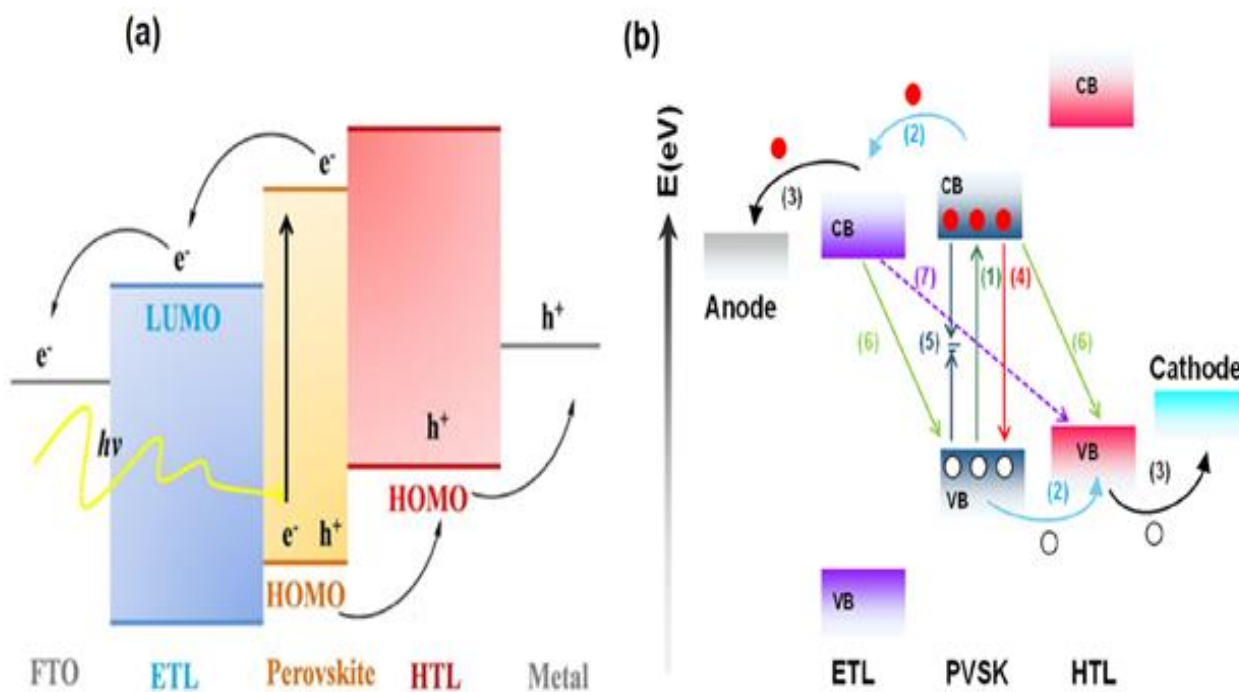 (a)
e-
e-
e-
LUMO
hν
h+
h+
HOMO
e- h+
HOMO
FTO
ETL
Perovskite
HTL
Metal
(b)
E(eV)
CB
(2)
(3)
CB
CB
Anode
(7)
(1)
(4)
(6)
(5)
(6)
Cathode
VB
VB
(2)
(3)
VB
ETL
PVSK
HTL